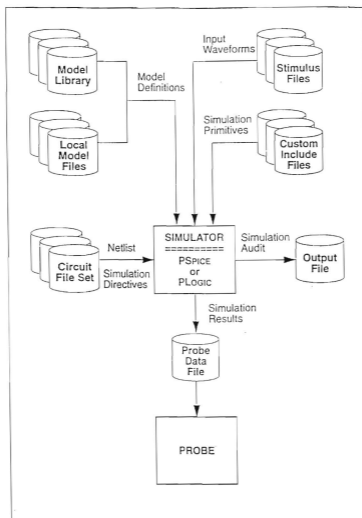 Input
Waveforms
Model
Library
Model
Definitions
Stimulus
Files
Simulation
Primitives
Local
Model
Files
Custom
Include
Files
Netlist
Simulation
Directives
Circuit
File Set
SIMULATOR
==========
PSPICE
or
PLOGIC
Simulation
Audit
Output
File
Simulation
Results
Probe
Data
File
PROBE